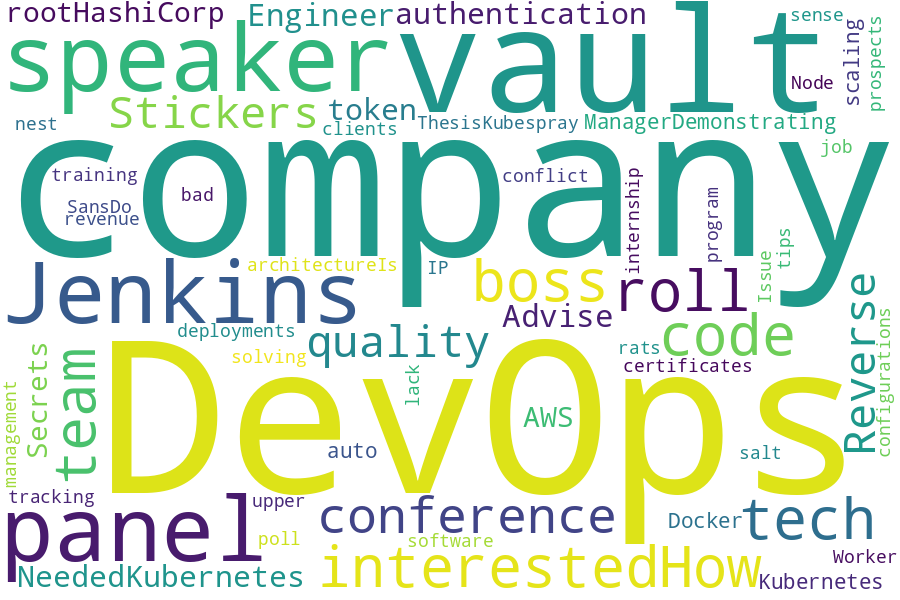 rootHashiCorp Engineer authentication sense
speaker vault scaling prospects
Node
Stickers token
nest clients ThesisKubespray ManagerDemonstrating
company job
training bad conflict internship program
SansDo
revenue
architectureIs IP Issue tips
Jenkins boss roll
Advise Reverse
deployments quality code configurations
solving rats
lack certificates
team Secrets management
DevOps
AWS
auto salt
tracking upper
panel conference tech
Docker
poll software
interestedHow Worker
NeededKubernetes Kubernetes